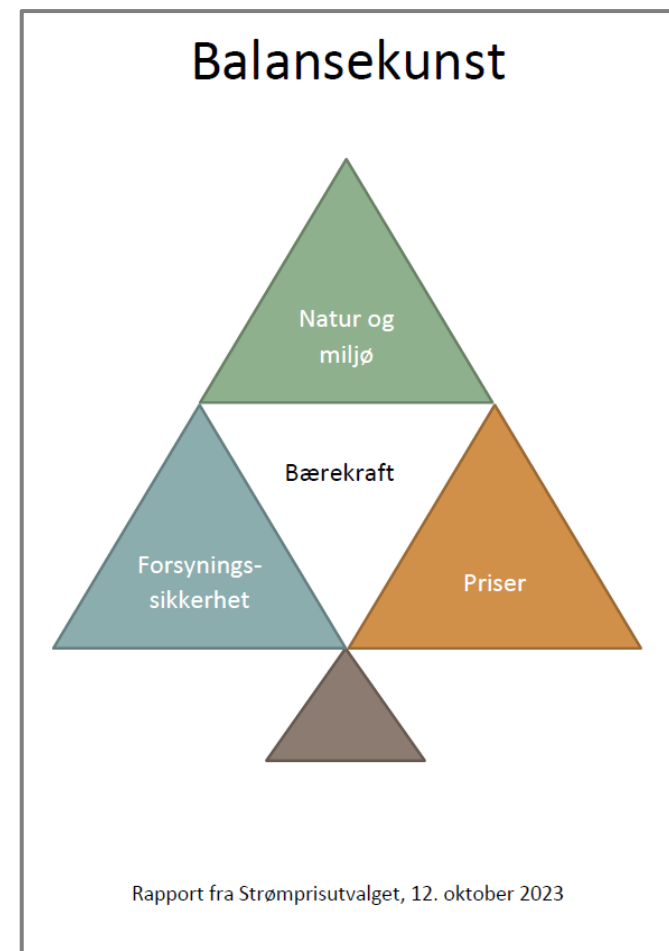 Balansekunst
Natur og
miljø
Bærekraft
Forsynings-
sikkerhet
Priser
Rapport fra Strømprisutvalget, 12. oktober 2023